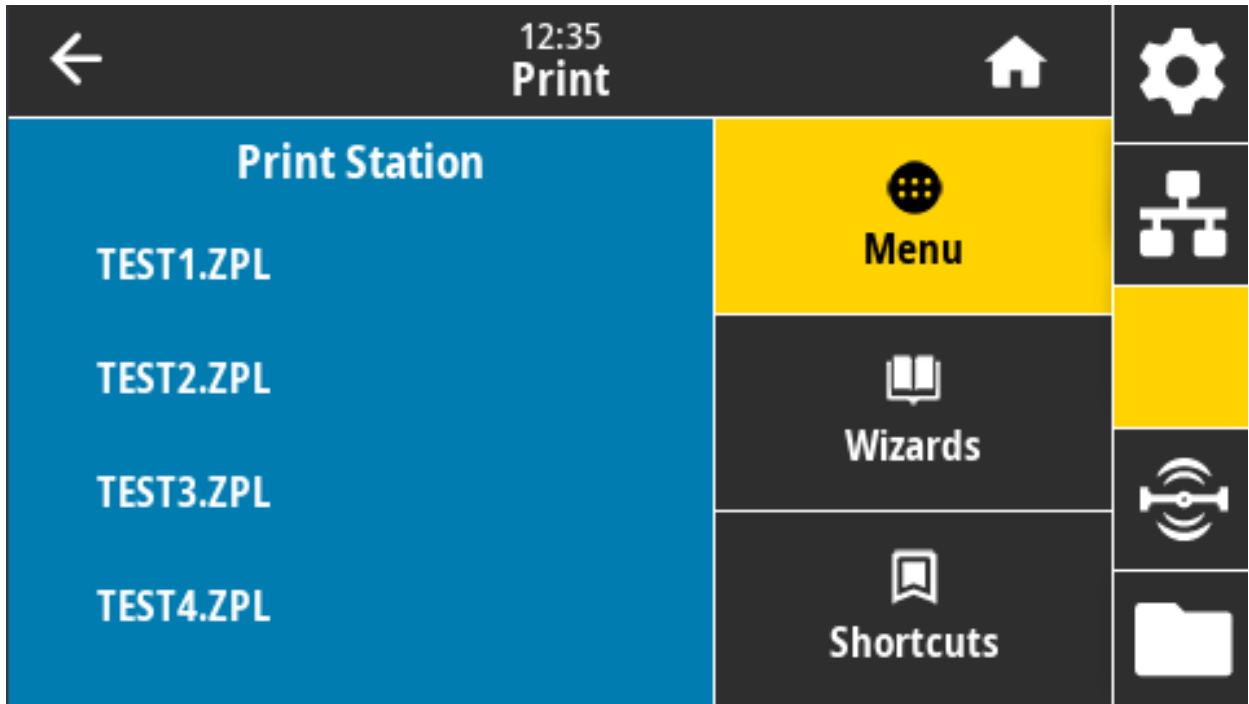 12:35
Print
Print Station
TEST1.ZPL
TEST2.ZPL
TEST3.ZPL
TEST4.ZPL
Menu
Wizards
Shortcuts